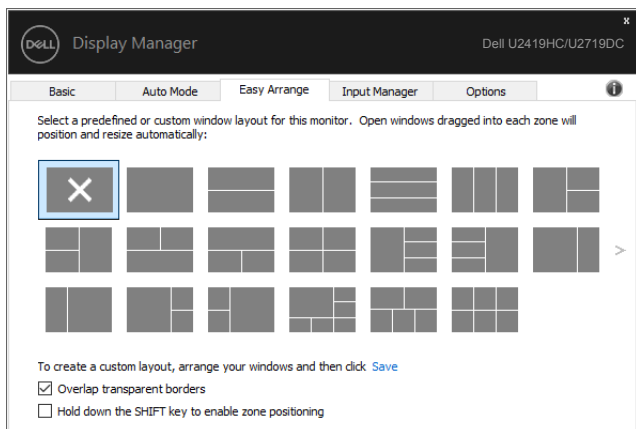 x
DELL Display Manager Dell U2419HC/U2719DC
Basic Auto Mode Easy Arrange Input Manager Options i
Select a predefined or custom window layout for this monitor. Open windows dragged into each zone will
position and resize automatically:
>
To create a custom layout, arrange your windows and then click Save
Overlap transparent borders
Hold down the SHIFT key to enable zone positioning